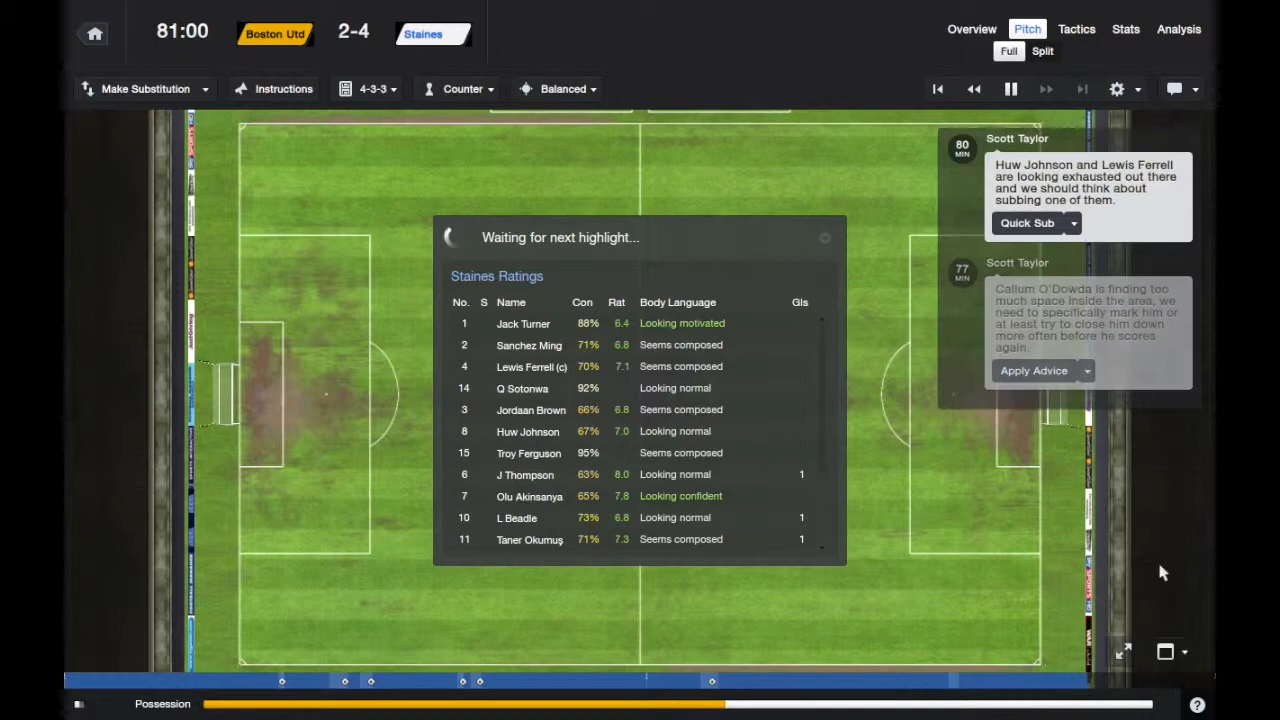 81:00 Boston Utd 2-4 Staines
Overview Pitch Tactics Stats Analysis
Full Split
Make Substitution Instructions 4-3-3 Counter Balanced
80 MIN
Scott Taylor
Huw Johnson and Lewis Ferrell
are looking exhausted out there
and we should think about
subbing one of them.
Quick Sub
77 MIN
Scott Taylor
Callum O'Dowda is finding too
much space inside the area, we
need to specifically mark him or
at least try to close him down
more often before he scores
again.
Apply Advice
Waiting for next highlight...
Staines Ratings
No. S Name Con Rat Body Language Gls
1 Jack Turner 88% 6.4 Looking motivated
2 Sanchez Ming 71% 6.8 Seems composed
4 Lewis Ferrell (c) 70% 7.1 Seems composed
14 Q Sotonwa 92% Looking normal
3 Jordaan Brown 66% 6.8 Seems composed
8 Huw Johnson 67% 7.0 Looking normal
15 Troy Ferguson 95% Seems composed
6 J Thompson 63% 8.0 Looking normal 1
7 Olu Akinsanya 65% 7.8 Looking confident
10 L Beadle 73% 6.8 Looking normal 1
11 Taner Okumuş 71% 7.3 Seems composed 1
Possession
?